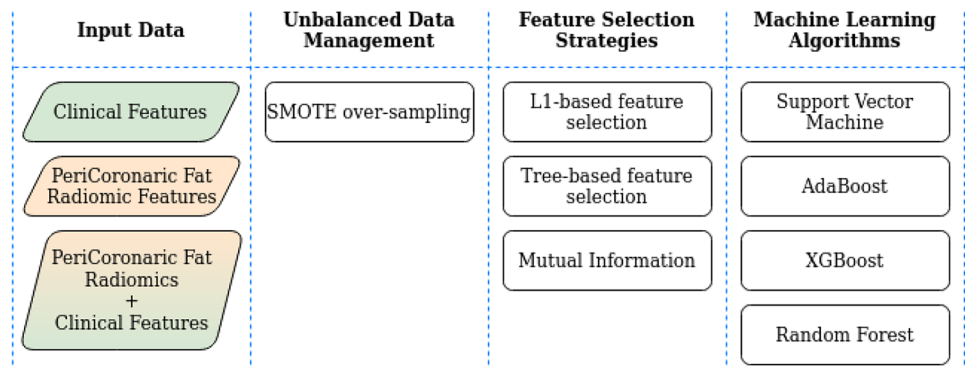 Input Data
Clinical Features
PeriCoronaric Fat
Radiomic Features
PeriCoronaric Fat
Radiomics
+
Clinical Features
Unbalanced Data
Management
SMOTE over-sampling
Feature Selection
Strategies
L1-based feature
selection
Tree-based feature
selection
Mutual Information
Machine Learning
Algorithms
Support Vector
Machine
AdaBoost
XGBoost
Random Forest